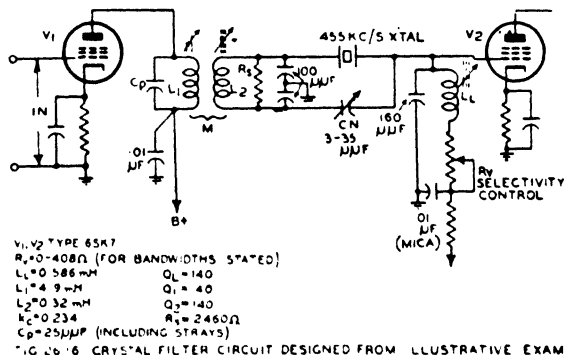 V1
IN
Cp
L1
L2
M
.01
μF
B+
RS
100
μμF
455KC/S XTAL
CN
3-35
μμF
160
μμF
LL
V2
RV
SELECTIVITY
CONTROL
.01
μF
(MICA)
V1,V2 TYPE 6SK7
RV=0-408Ω (FOR BANDWIDTHS STATED)
LL=0.586 mH QL=140
L1=4.9 mH Q1=40
L2=0.32 mH Q2=140
kc=0.234 RS=2460Ω
Cp=25μμF (INCLUDING STRAYS)
CRYSTAL FILTER CIRCUIT DESIGNED FROM LLUSTRATIVE EXAM